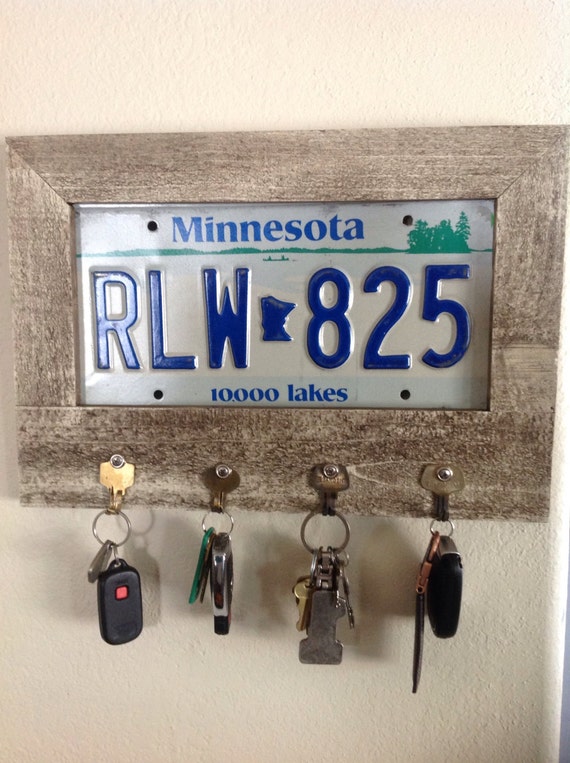 Minnesota
RLW 825
10,000 lakes